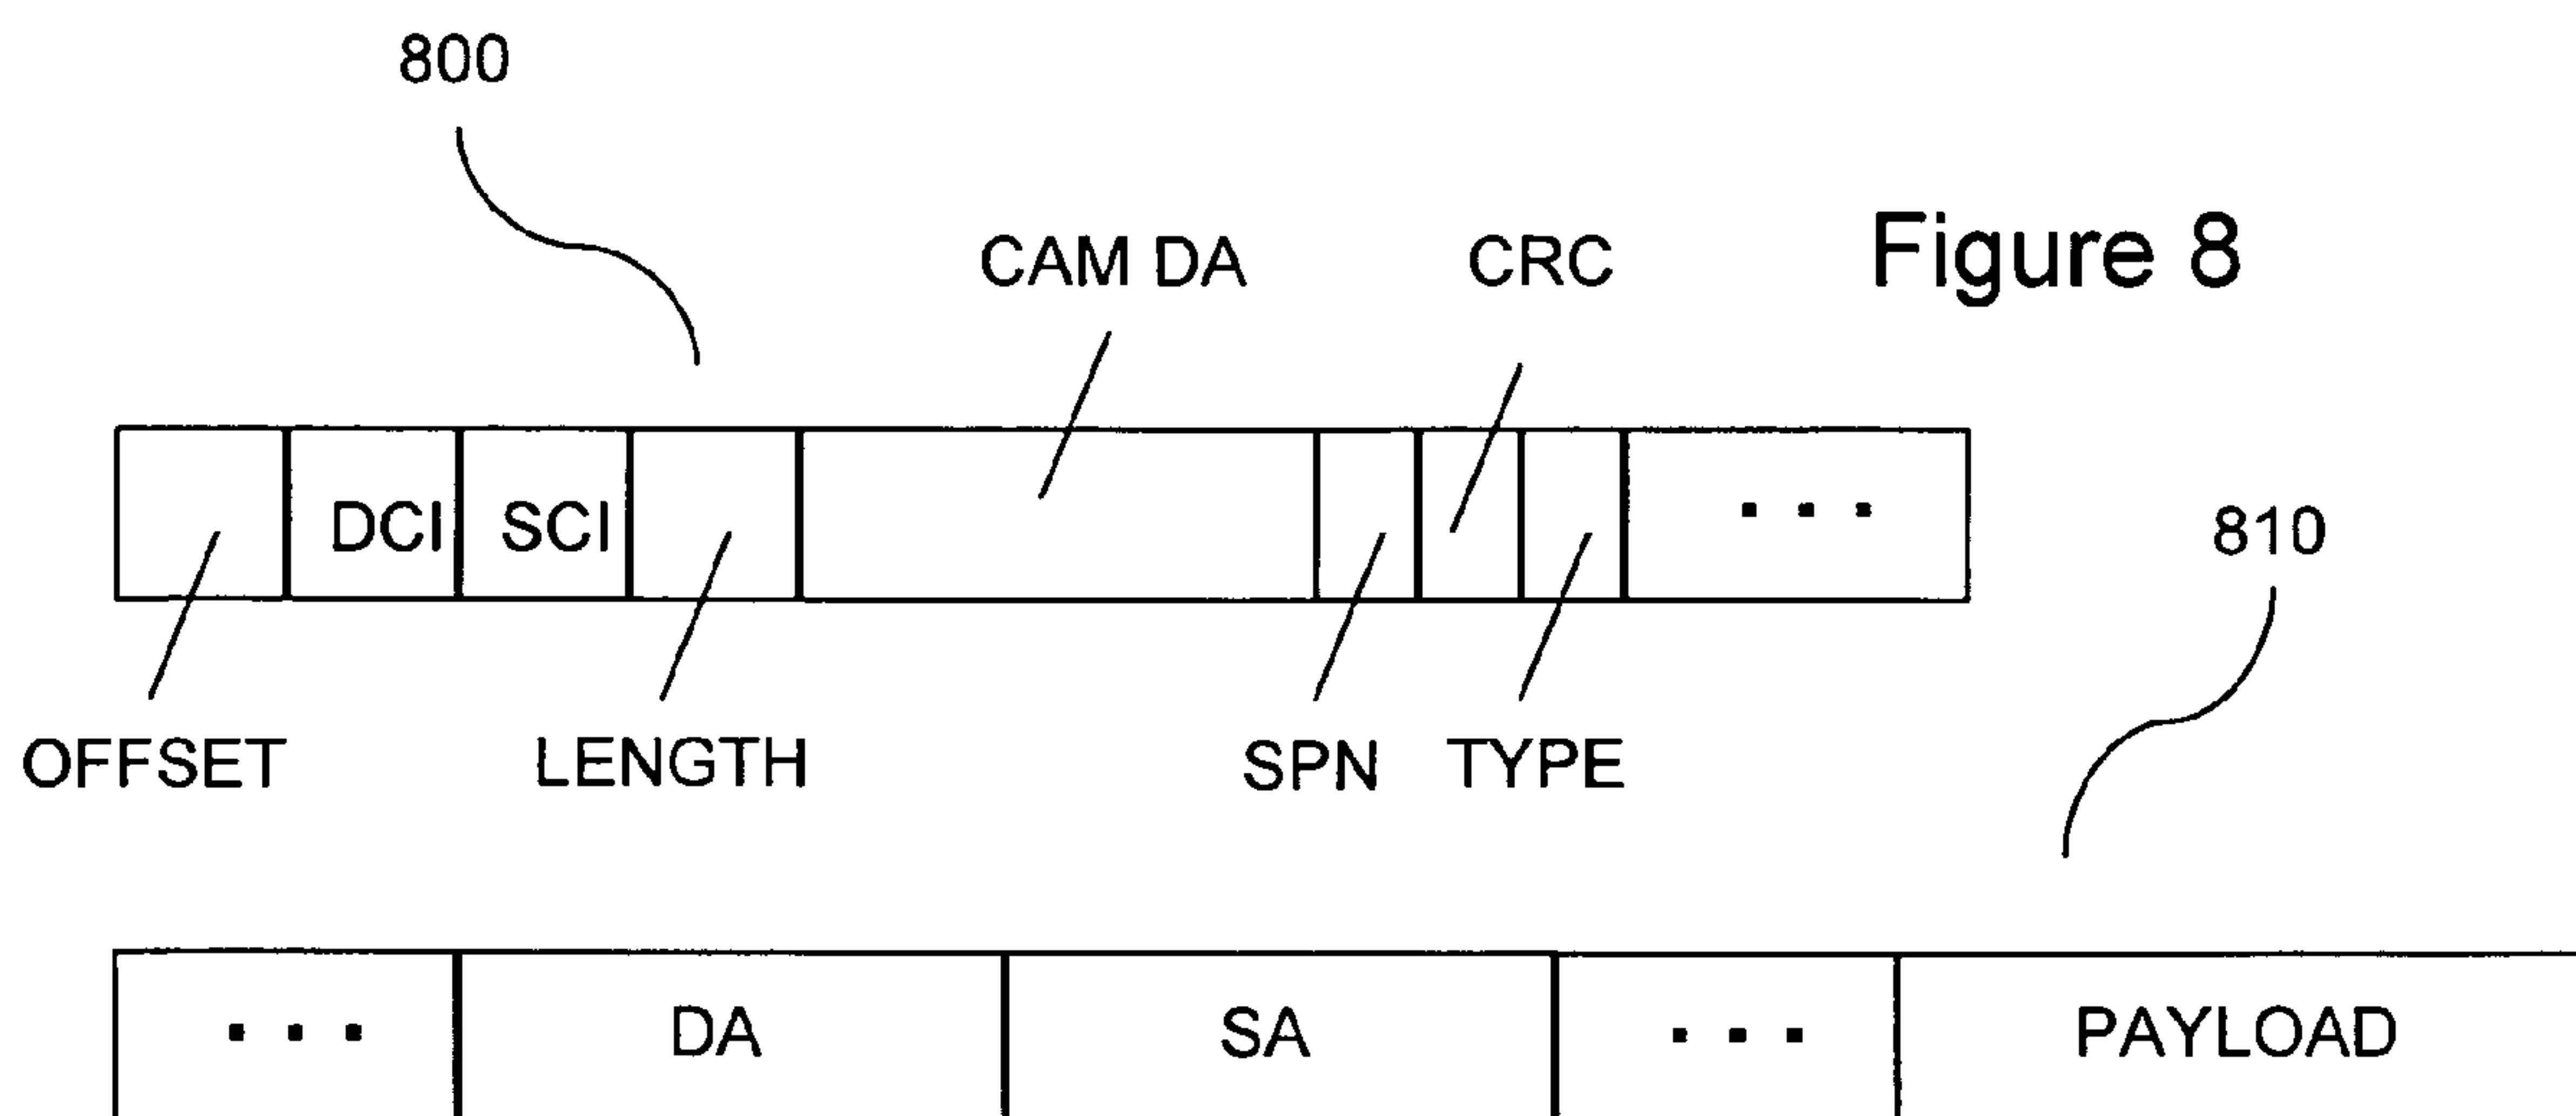 800
CAM DA CRC Figure 8
DCI SCI . . .
810
OFFSET LENGTH SPN TYPE
. . . DA SA . . . PAYLOAD